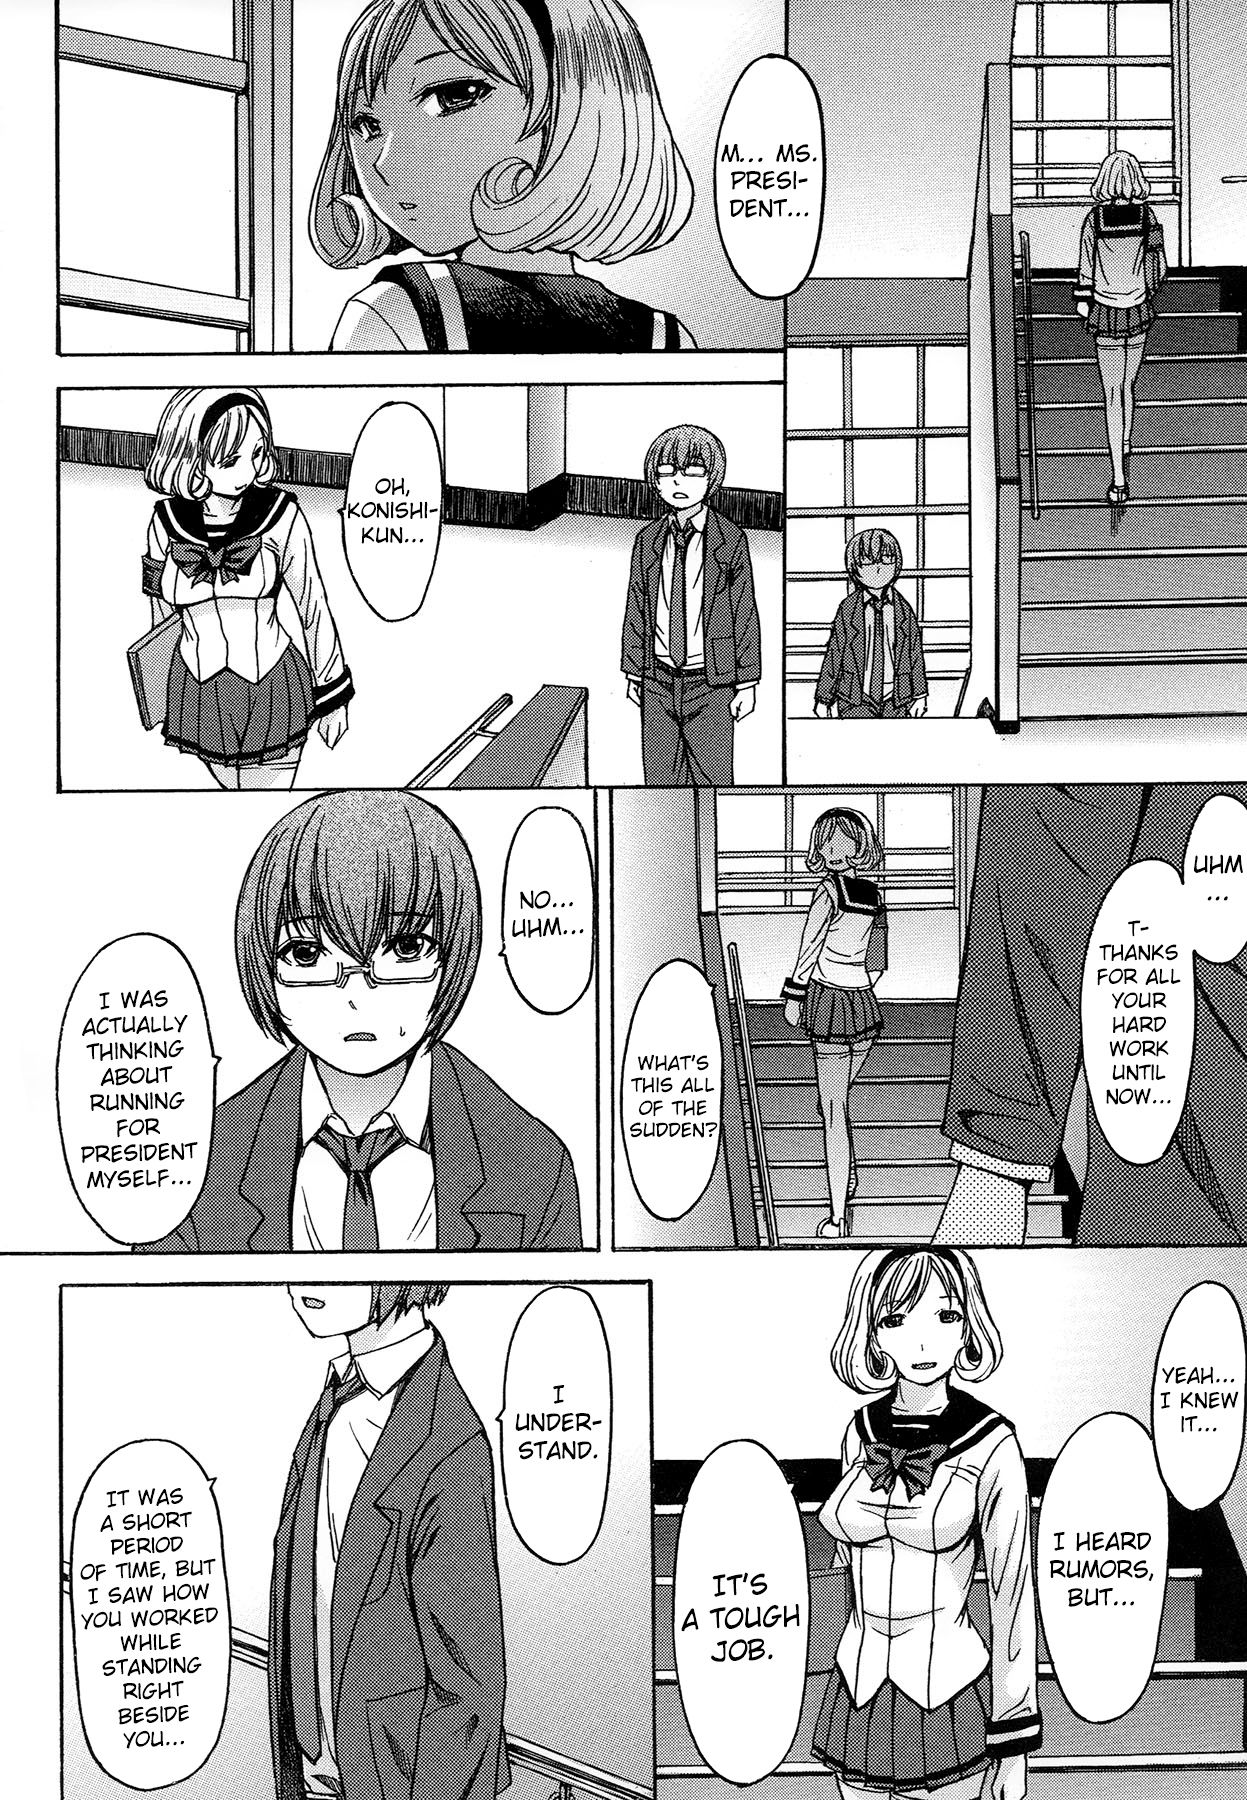 M... MS.
PRESI-
DENT...
OH,
KONISHI-
KUN...
UHM
...
T-
THANKS
FOR ALL
YOUR
HARD
WORK
UNTIL
NOW...
WHAT'S
THIS ALL
OF THE
SUDDEN?
NO...
UHM...
I WAS
ACTUALLY
THINKING
ABOUT
RUNNING
FOR
PRESIDENT
MYSELF...
YEAH...
I KNEW
IT...
I HEARD
RUMORS,
BUT...
IT'S
A TOUGH
JOB.
I
UNDER-
STAND.
IT WAS
A SHORT
PERIOD
OF TIME, BUT
I SAW HOW
YOU WORKED
WHILE
STANDING
RIGHT
BESIDE
YOU...